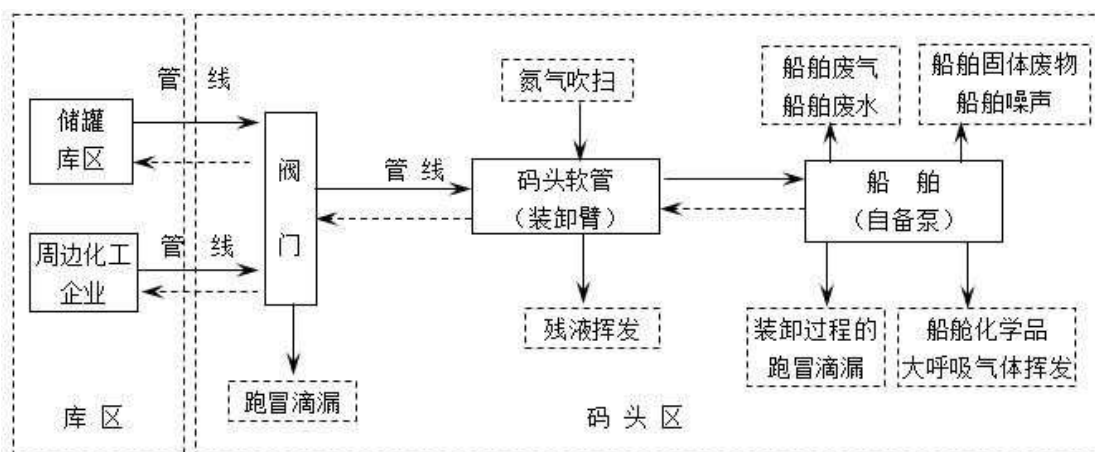 管 线
储罐
库区
周边化工
企业
管 线
阀
门
跑冒滴漏
管 线
氮气吹扫
码头软管
（装卸臂）
残液挥发
船舶废气
船舶废水
船舶固体废物
船舶噪声
船 舶
（自备泵）
装卸过程的
跑冒滴漏
船舱化学品
大呼吸气体挥发
库 区
码 头 区